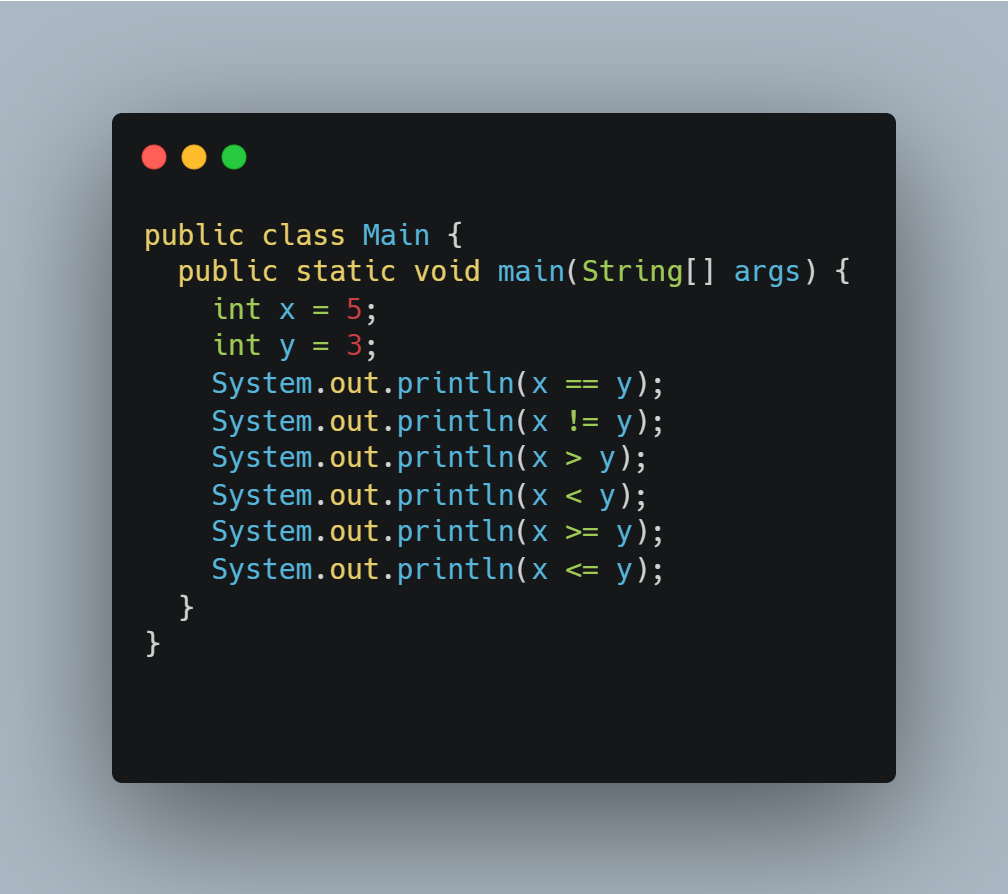 public class Main {
  public static void main(String[] args) {
    int x = 5;
    int y = 3;
    System.out.println(x == y);
    System.out.println(x != y);
    System.out.println(x > y);
    System.out.println(x < y);
    System.out.println(x >= y);
    System.out.println(x <= y);
  }
}